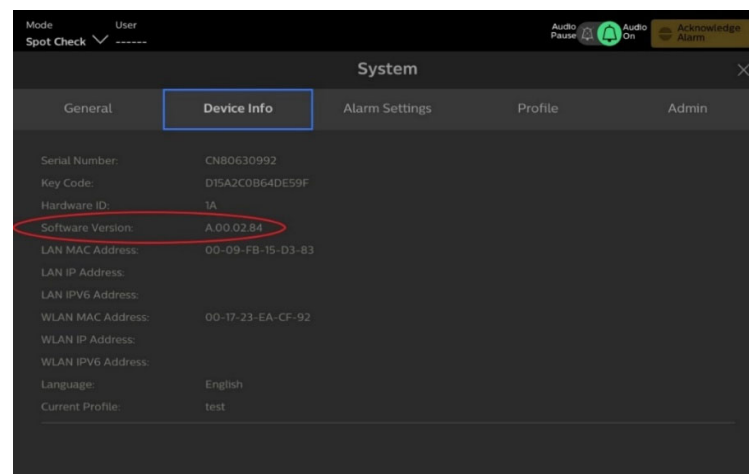 Mode User
Spot Check ------
Audio Pause Audio On Acknowledge Alarm
System
General Device Info Alarm Settings Profile Admin
Serial Number: CN80630992
Key Code: D15A2C0B64DE59F
Hardware ID: 1A
Software Version: A.00.02.84
LAN MAC Address: 00-09-FB-15-D3-83
LAN IP Address:
LAN IPV6 Address:
WLAN MAC Address: 00-17-23-EA-CF-92
WLAN IP Address:
WLAN IPV6 Address:
Language: English
Current Profile: test